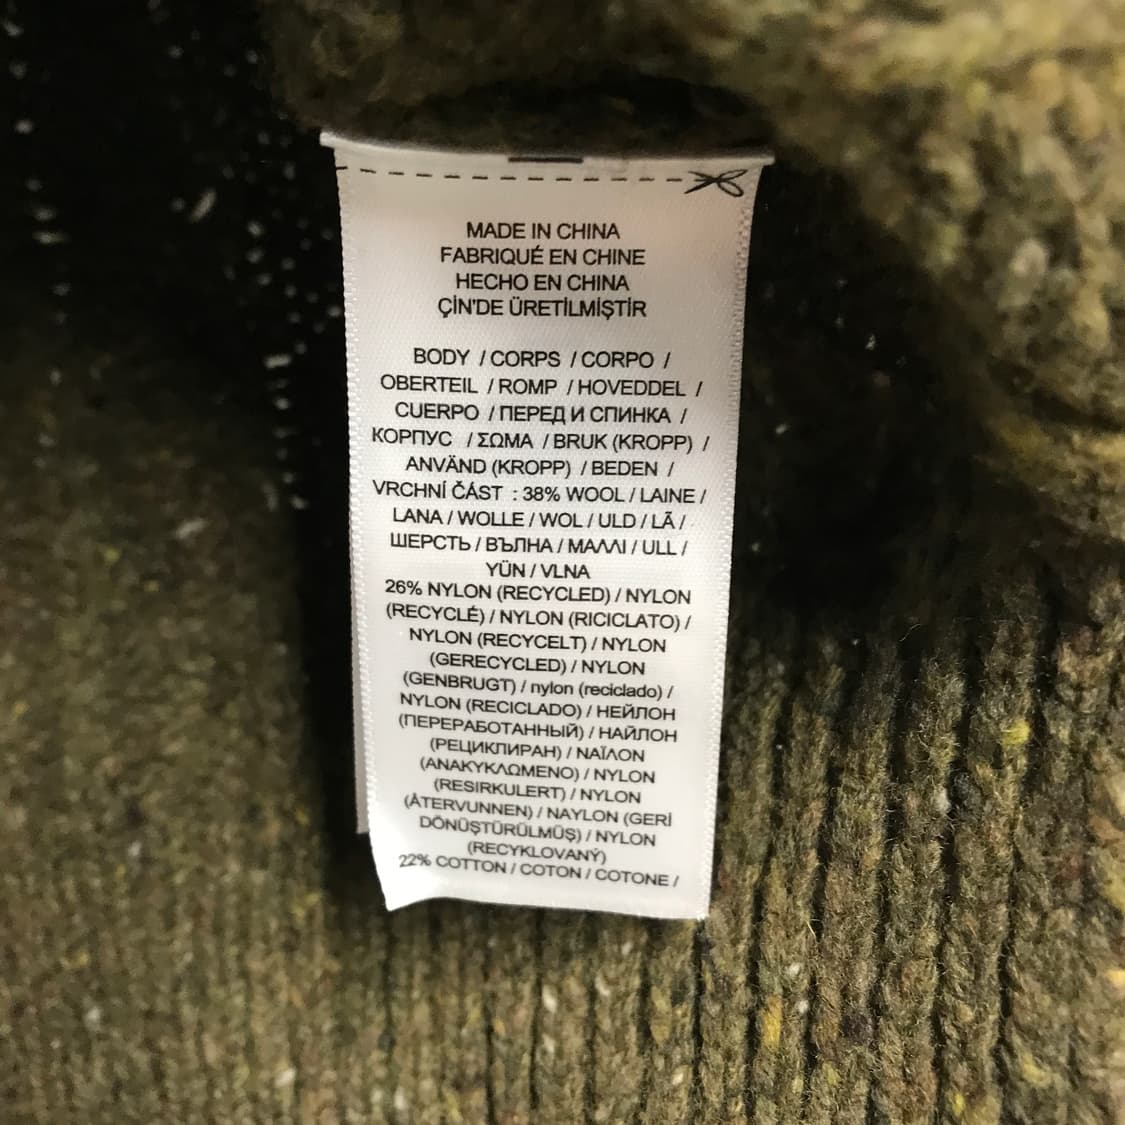 MADE IN CHINA
FABRIQUÉ EN CHINE
HECHO EN CHINA
ÇİN'DE ÜRETİLMİŞTİR
BODY / CORPS / CORPO /
OBERTEIL / ROMP / HOVEDDEL /
CUERPO / ПЕРЕД И СПИНКА /
КОРПУС / ΣΩΜΑ / BRUK (KROPP) /
ANVÄND (KROPP) / BEDEN /
VRCHNÍ ČÁST : 38% WOOL / LAINE /
LANA / WOLLE / WOL / ULD / LÃ /
ШЕРСТЬ / ВЪЛНА / ΜΑΛΛΙ / ULL /
YÜN / VLNA
26% NYLON (RECYCLED) / NYLON
(RECYCLÉ) / NYLON (RICICLATO) /
NYLON (RECYCELT) / NYLON
(GERECYCLED) / NYLON
(GENBRUGT) / nylon (reciclado) /
NYLON (RECICLADO) / НЕЙЛОН
(ПЕРЕРАБОТАННЫЙ) / НАЙЛОН
(РЕЦИКЛИРАН) / ΝΑΪΛΟΝ
(ΑΝΑΚΥΚΛΩΜΕΝΟ) / NYLON
(RESIRKULERT) / NYLON
(ÅTERVUNNEN) / NAYLON (GERİ
DÖNÜŞTÜRÜLMÜŞ) / NYLON
(RECYKLOVANÝ)
22% COTTON / COTON / COTONE /